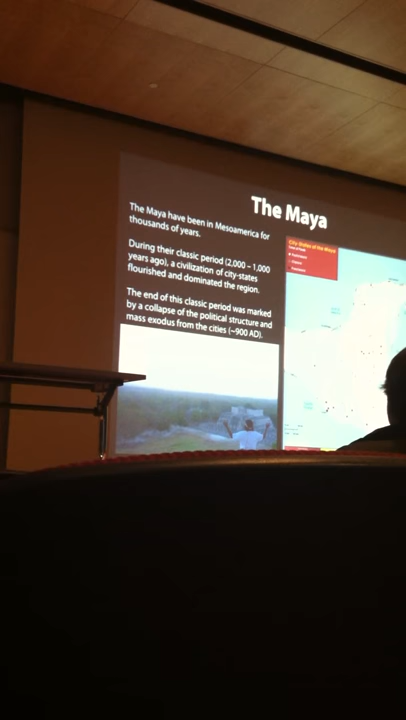 The Maya
The Maya have been in Mesoamerica for
thousands of years.
During their classic period (2,000 – 1,000
years ago), a civilization of city-states
flourished and dominated the region.
The end of this classic period was marked
by a collapse of the political structure and
mass exodus from the cities (~900 AD).
City-States of the Maya